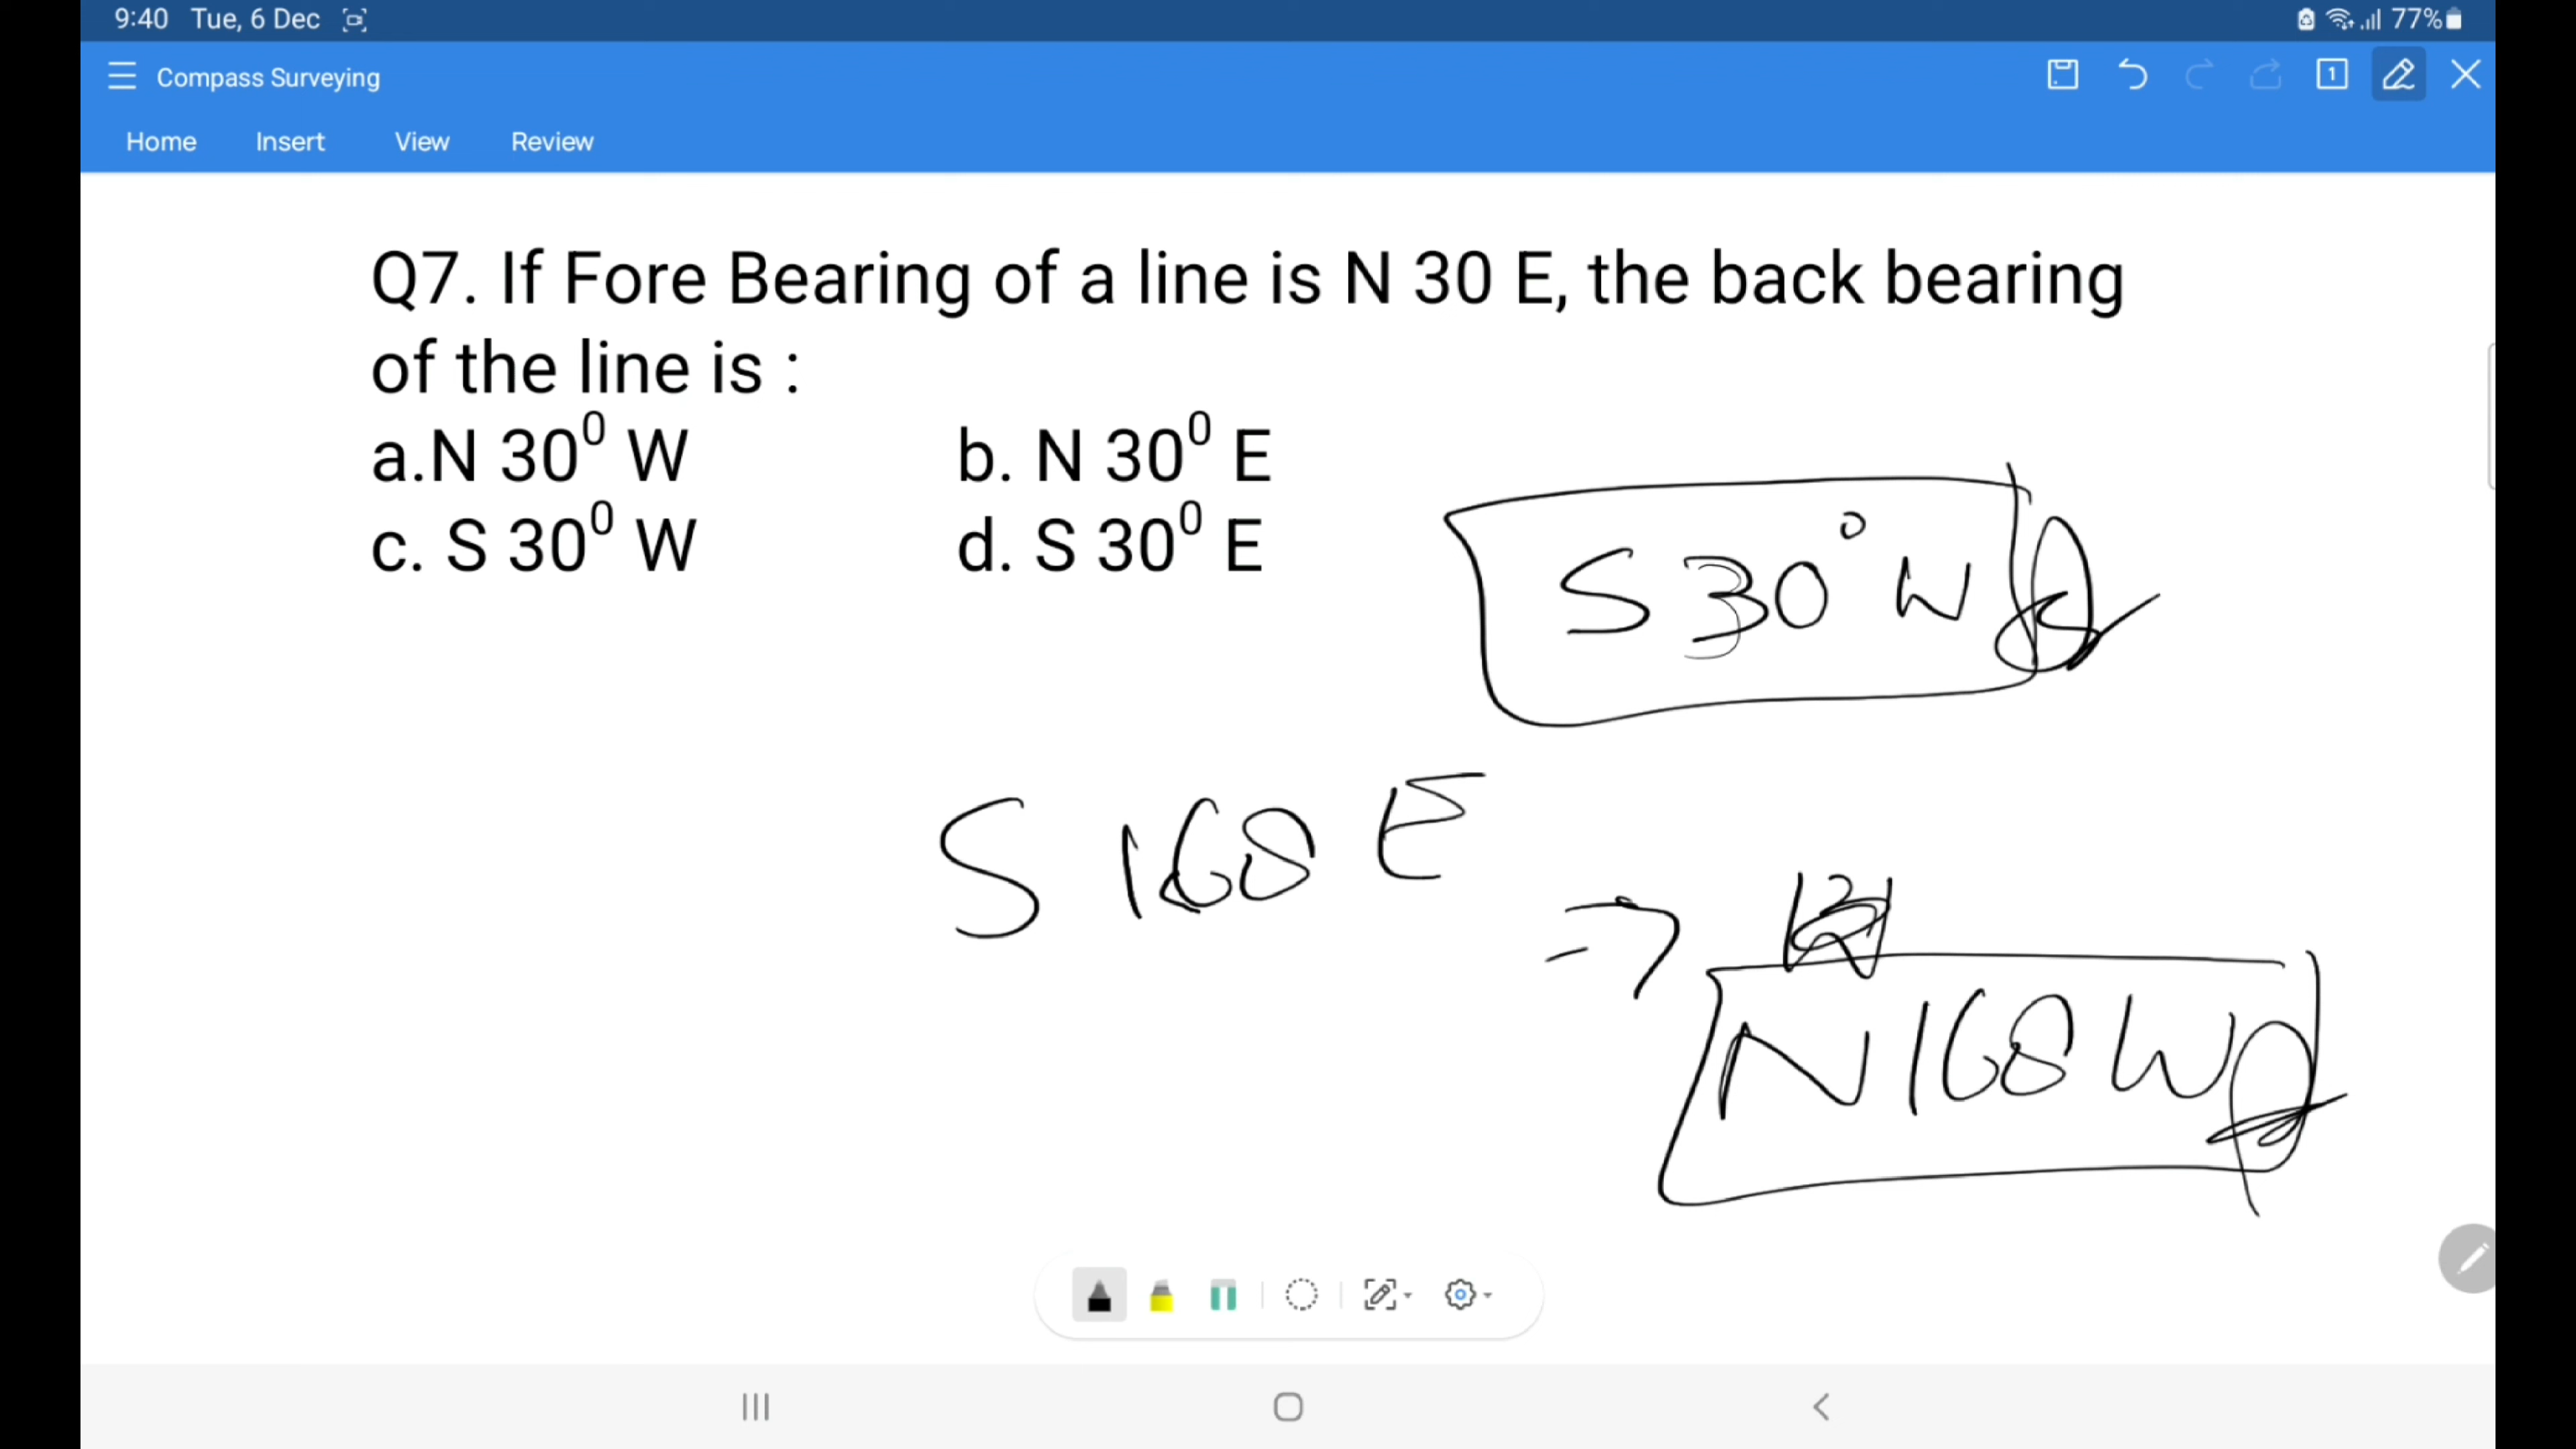 9:40 Tue, 6 Dec 77%
Compass Surveying 1
Home Insert View Review
Q7. If Fore Bearing of a line is N 30 E, the back bearing
of the line is :
a.N 30⁰ W b. N 30⁰ E
c. S 30⁰ W d. S 30⁰ E
S 30° W
S 168 E
N 168 W